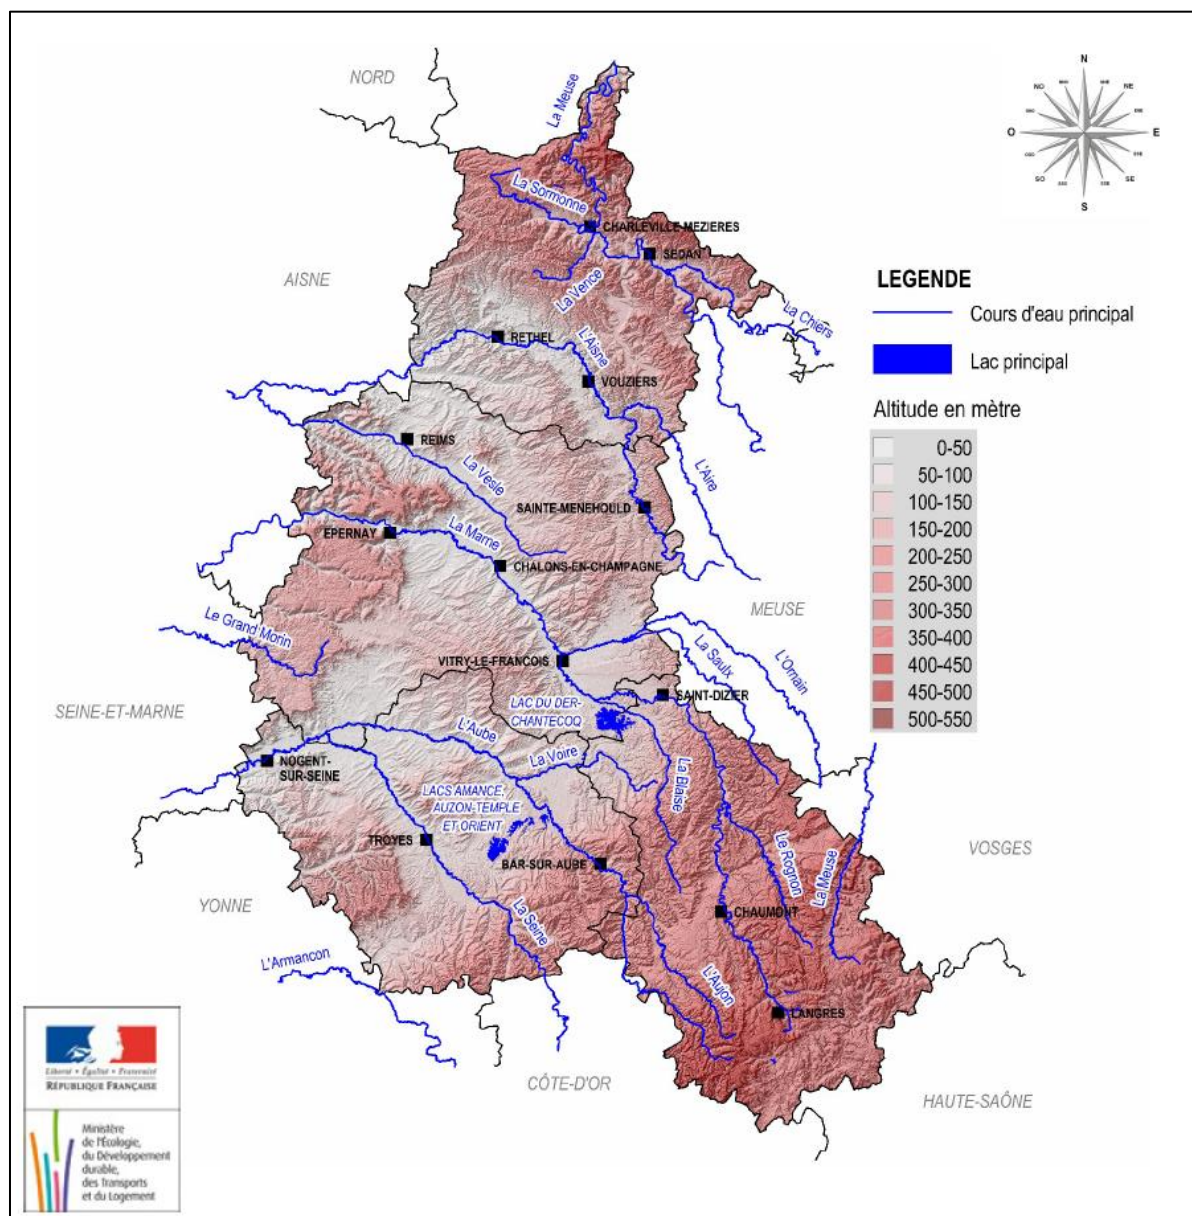 NORD
La Meuse
N
NO
NE
O
E
SO
SE
S
La Sormonne
CHARLEVILLE-MEZIERES
SEDAN
AISNE
La Vence
La Chiers
LEGENDE
Cours d'eau principal
Lac principal
RETHEL
L'Aisne
VOUZIERS
Altitude en mètre
0-50
50-100
100-150
150-200
200-250
250-300
300-350
350-400
400-450
450-500
500-550
REIMS
La Vesle
L'Aire
SAINTE-MENEHOULD
EPERNAY
La Marne
CHALONS-EN-CHAMPAGNE
MEUSE
Le Grand Morin
VITRY-LE-FRANCOIS
La Saulx
L'Ornain
SAINT-DIZIER
SEINE-ET-MARNE
LAC DU DER-
CHANTECOQ
L'Aube
La Voire
La Blaise
NOGENT-
SUR-SEINE
LACS AMANCE,
AUZON-TEMPLE
ET ORIENT
TROYES
BAR-SUR-AUBE
Le Rognon
La Meuse
VOSGES
YONNE
La Seine
CHAUMONT
L'Armancon
L'Aujon
LANGRES
CÔTE-D'OR
HAUTE-SAÔNE
Liberté • Égalité • Fraternité
RÉPUBLIQUE FRANÇAISE
Ministère
de l'Écologie,
du Développement
durable,
des Transports
et du Logement